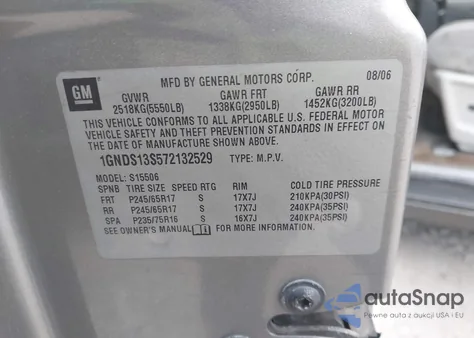 GM
MFD BY GENERAL MOTORS CORP. 08/06
GVWR GAWR FRT GAWR RR
2518KG(5550LB) 1338KG(2950LB) 1452KG(3200LB)
THIS VEHICLE CONFORMS TO ALL APPLICABLE U.S. FEDERAL MOTOR
VEHICLE SAFETY AND THEFT PREVENTION STANDARDS IN EFFECT ON
THE DATE OF MANUFACTURE SHOWN ABOVE.
1GNDS13S572132529 TYPE: M.P.V.
MODEL: S15506
SPNB TIRE SIZE SPEED RTG RIM COLD TIRE PRESSURE
FRT P245/65R17 S 17X7J 210KPA(30PSI)
RR P245/65R17 S 17X7J 240KPA(35PSI)
SPA P235/75R16 S 16X7J 240KPA(35PSI)
SEE OWNER'S MANUAL FOR MORE INFORMATION.
autoSnap
Pewne auta z aukcji USA i EU